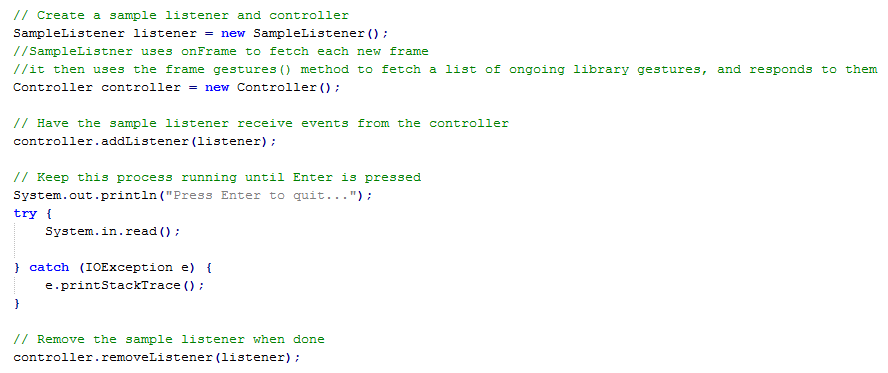 // Create a sample listener and controller
SampleListener listener = new SampleListener();
//SampleListner uses onFrame to fetch each new frame
//it then uses the frame gestures() method to fetch a list of ongoing library gestures, and responds to them
Controller controller = new Controller();
// Have the sample listener receive events from the controller
controller.addListener(listener);
// Keep this process running until Enter is pressed
System.out.println("Press Enter to quit...");
try {
    System.in.read();
} catch (IOException e) {
    e.printStackTrace();
}
// Remove the sample listener when done
controller.removeListener(listener);